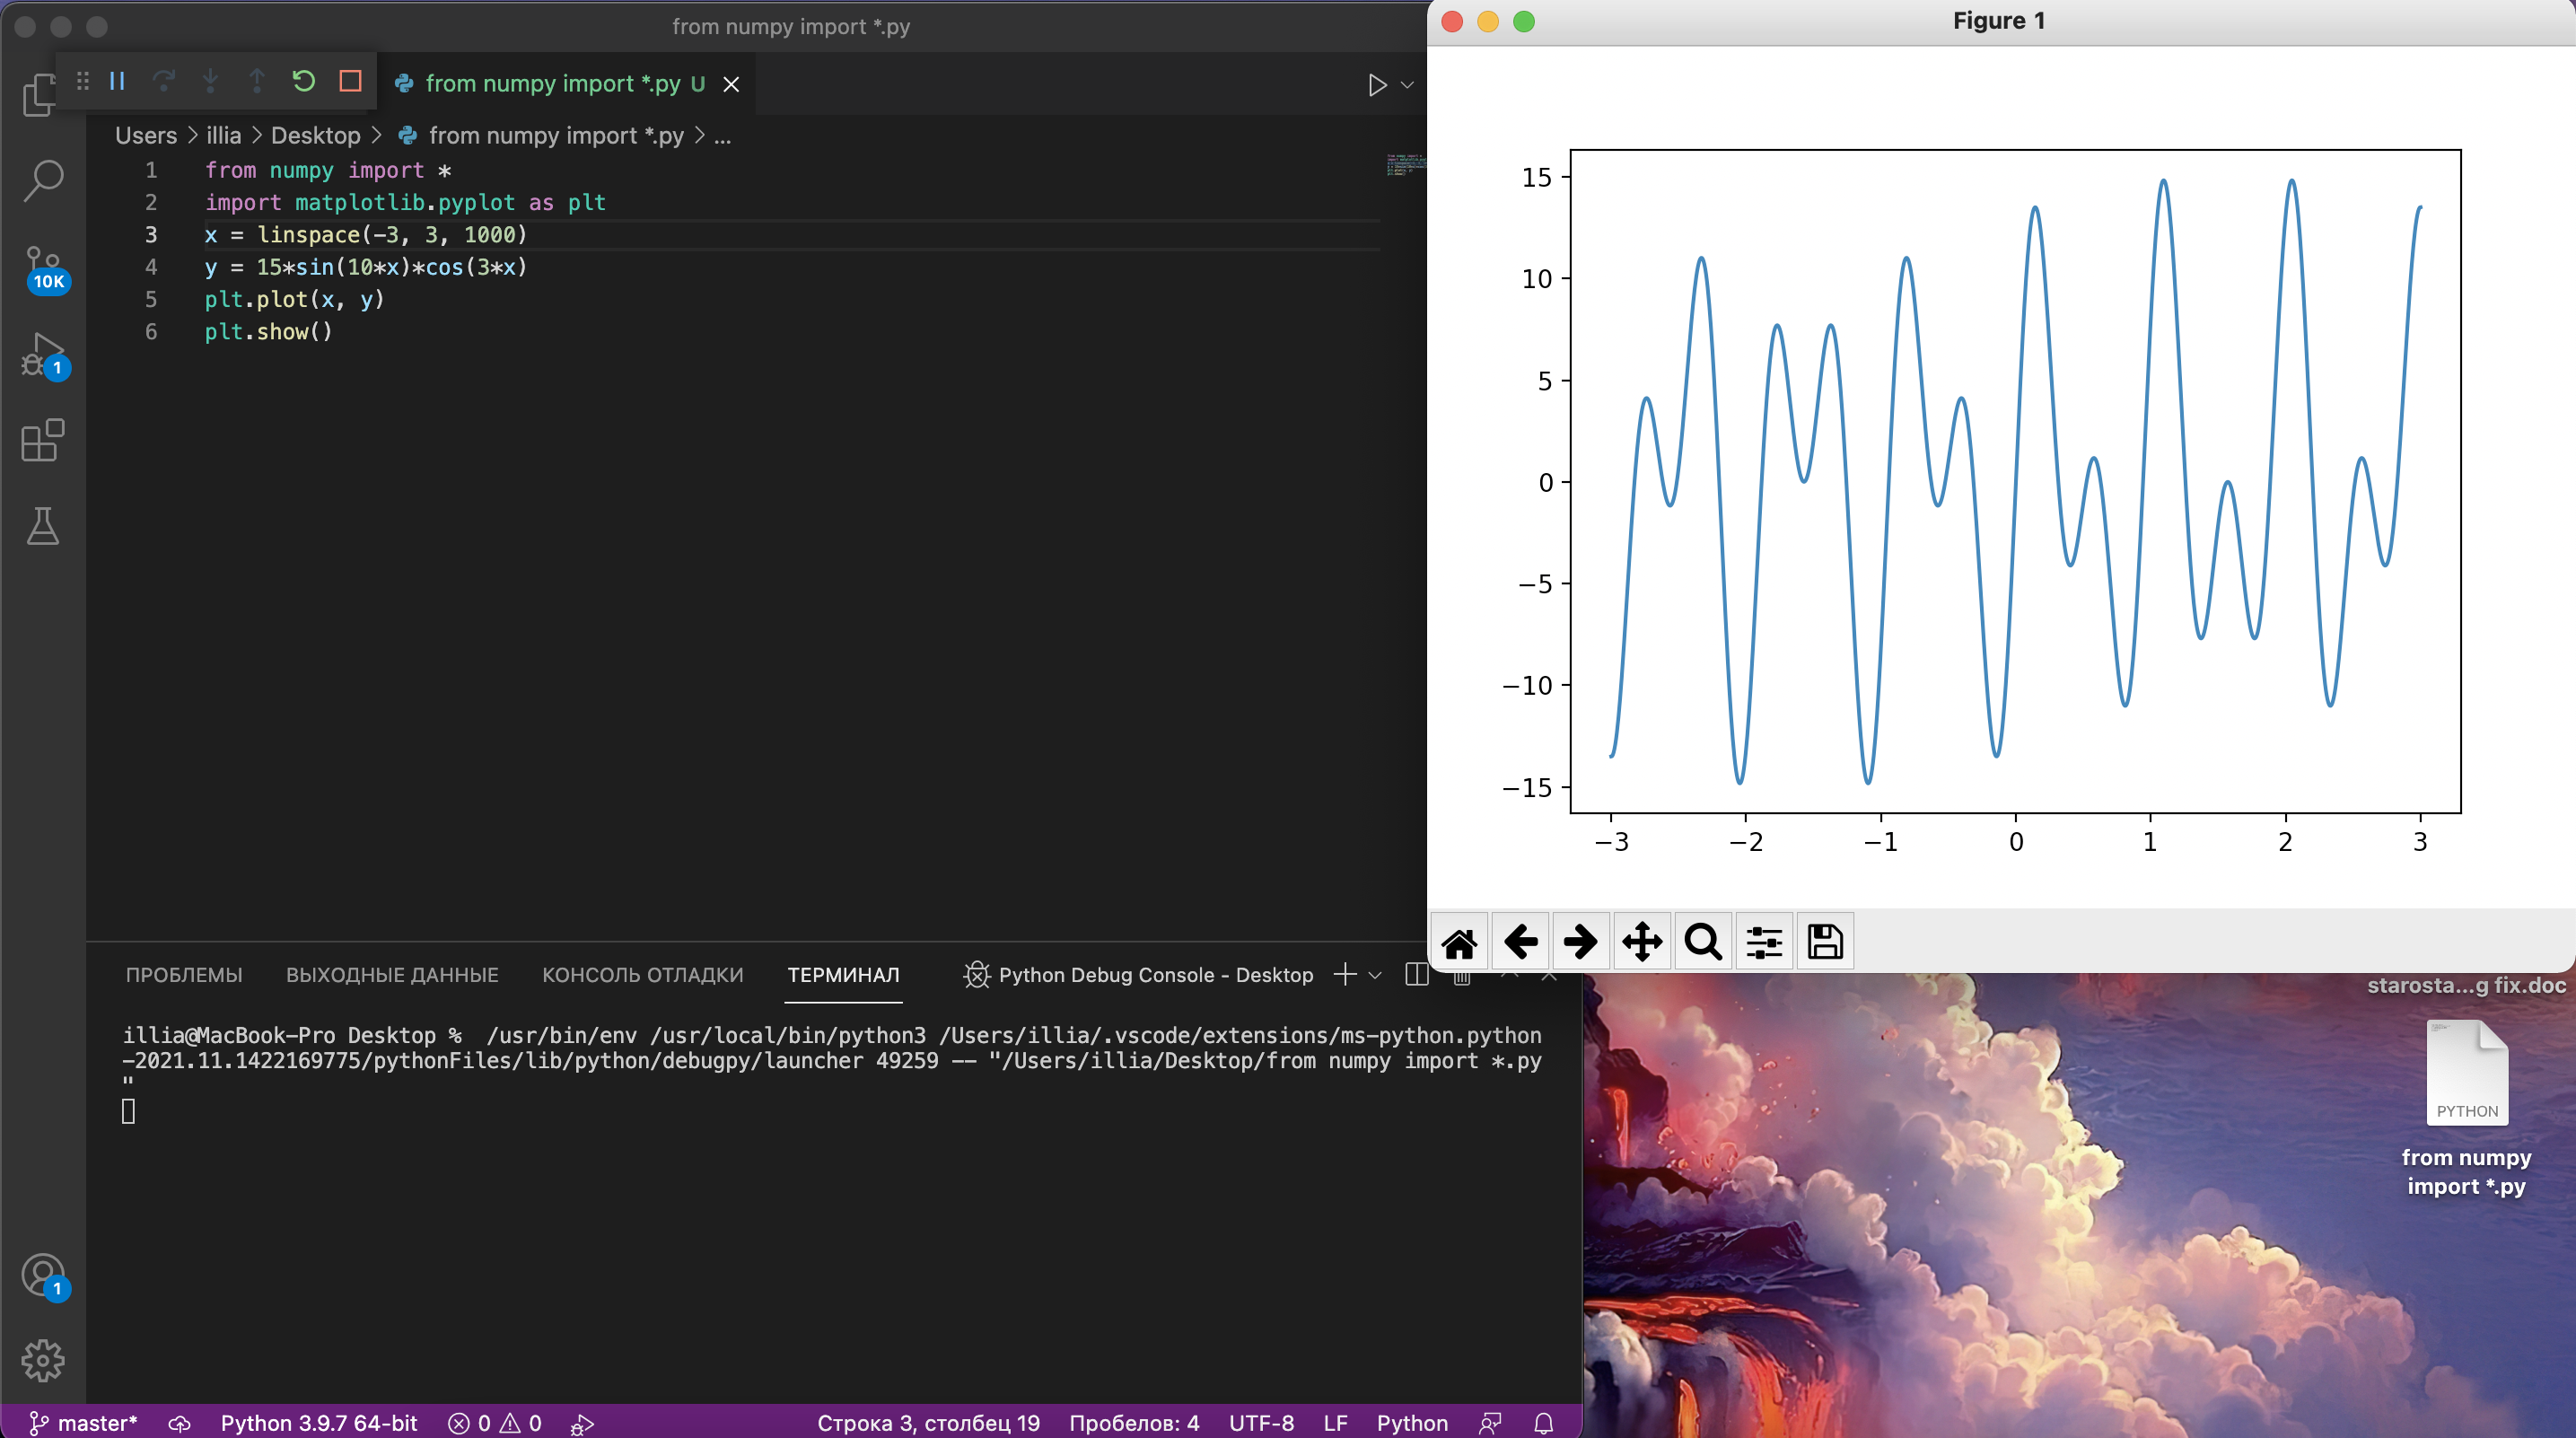 from numpy import *.py
from numpy import *.py U
Users > illia > Desktop > from numpy import *.py > ...
1 from numpy import *
2 import matplotlib.pyplot as plt
3 x = linspace(-3, 3, 1000)
4 y = 15*sin(10*x)*cos(3*x)
5 plt.plot(x, y)
6 plt.show()
10K
1
1
ПРОБЛЕМЫ ВЫХОДНЫЕ ДАННЫЕ КОНСОЛЬ ОТЛАДКИ ТЕРМИНАЛ Python Debug Console - Desktop
illia@MacBook-Pro Desktop % /usr/bin/env /usr/local/bin/python3 /Users/illia/.vscode/extensions/ms-python.python
-2021.11.1422169775/pythonFiles/lib/python/debugpy/launcher 49259 -- "/Users/illia/Desktop/from numpy import *.py
"
master* Python 3.9.7 64-bit 0 0 Строка 3, столбец 19 Пробелов: 4 UTF-8 LF Python
Figure 1
15
10
5
0
−5
−10
−15
−3 −2 −1 0 1 2 3
starosta...g fix.doc
PYTHON
from numpy
import *.py